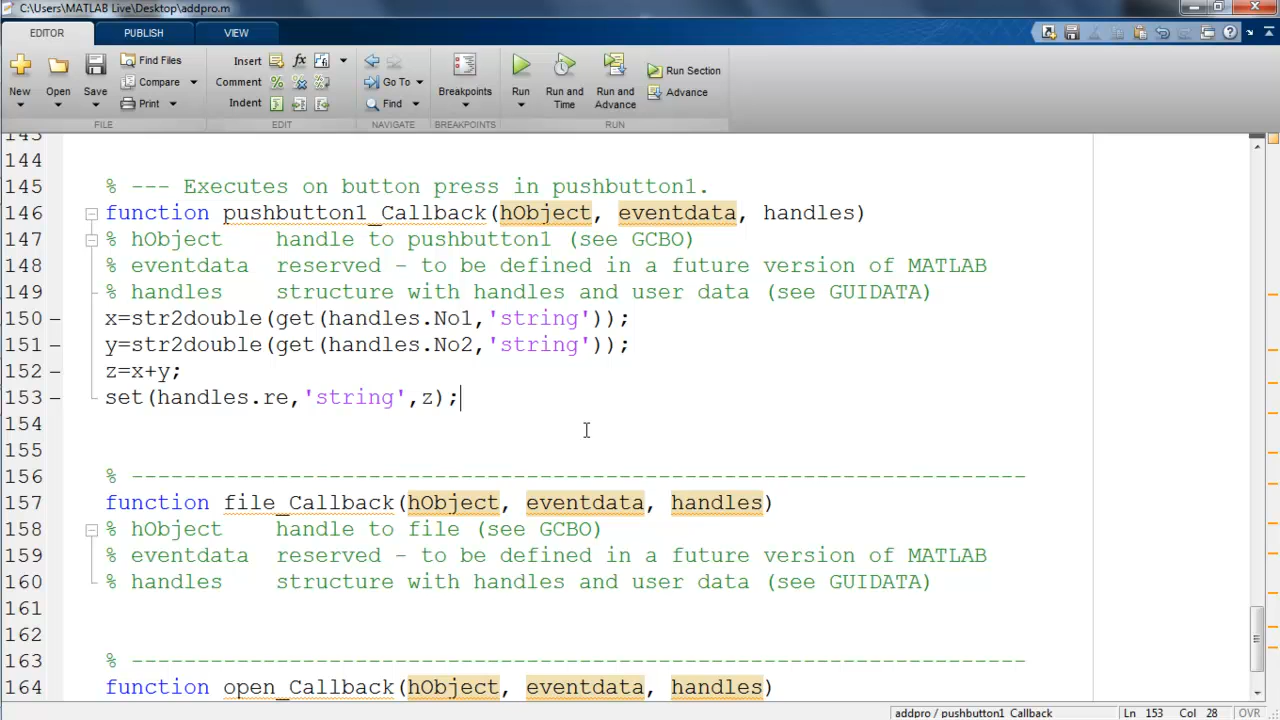 C:\Users\MATLAB Live\Desktop\addpro.m
EDITOR PUBLISH VIEW
New Open Save Find Files Compare Print
Insert Comment Indent
Go To Find
Breakpoints
Run Run and Time Run and Advance Run Section Advance
FILE EDIT NAVIGATE BREAKPOINTS RUN
143
144
145 % --- Executes on button press in pushbutton1.
146 function pushbutton1_Callback(hObject, eventdata, handles)
147 % hObject    handle to pushbutton1 (see GCBO)
148 % eventdata  reserved - to be defined in a future version of MATLAB
149 % handles    structure with handles and user data (see GUIDATA)
150 – x=str2double(get(handles.No1,'string'));
151 – y=str2double(get(handles.No2,'string'));
152 – z=x+y;
153 – set(handles.re,'string',z);
154
155
156 % --------------------------------------------------------------------
157 function file_Callback(hObject, eventdata, handles)
158 % hObject    handle to file (see GCBO)
159 % eventdata  reserved - to be defined in a future version of MATLAB
160 % handles    structure with handles and user data (see GUIDATA)
161
162
163 % --------------------------------------------------------------------
164 function open_Callback(hObject, eventdata, handles)
addpro / pushbutton1_Callback Ln 153 Col 28 OVR